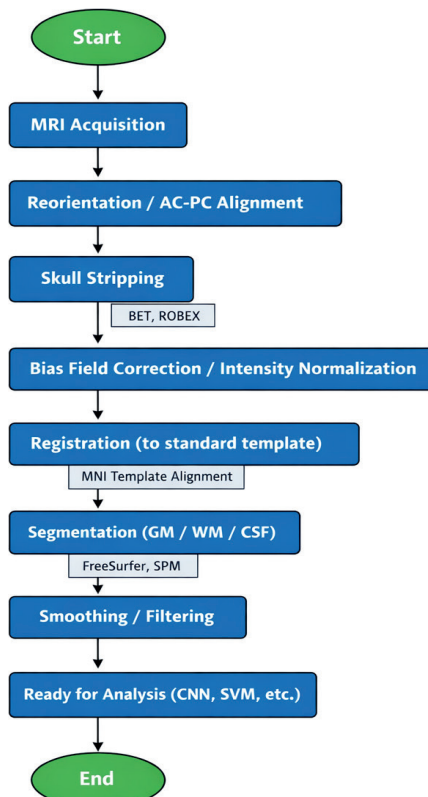 Start
MRI Acquisition
Reorientation / AC-PC Alignment
Skull Stripping
BET, ROBEX
Bias Field Correction / Intensity Normalization
Registration (to standard template)
MNI Template Alignment
Segmentation (GM / WM / CSF)
FreeSurfer, SPM
Smoothing / Filtering
Ready for Analysis (CNN, SVM, etc.)
End